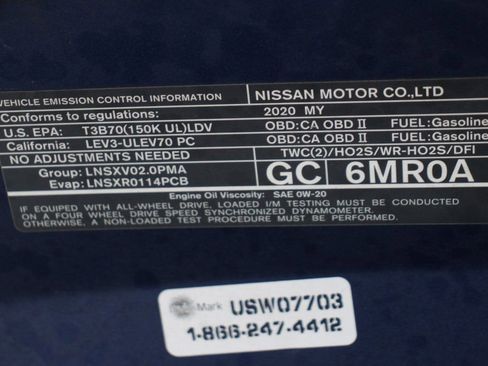 VEHICLE EMISSION CONTROL INFORMATION NISSAN MOTOR CO.,LTD
Conforms to regulations: 2020 MY
U.S. EPA: T3B70(150K UL)LDV OBD:CA OBD II FUEL:Gasoline
California: LEV3-ULEV70 PC OBD:CA OBD II FUEL:Gasoline
NO ADJUSTMENTS NEEDED TWC(2)/HO2S/WR-HO2S/DFI
Group: LNSXV02.0PMA GC 6MR0A
Evap: LNSXR0114PCB
Engine Oil Viscosity: SAE 0W-20
IF EQUIPPED WITH ALL-WHEEL DRIVE, LOADED I/M TESTING MUST BE CONDUCTED
ON A FOUR WHEEL DRIVE, SPEED SYNCHRONIZED DYNAMOMETER.
OTHERWISE, A NON-LOADED TEST PROCEDURE MUST BE PERFORMED.
Mark USW07703
1-866-247-4412